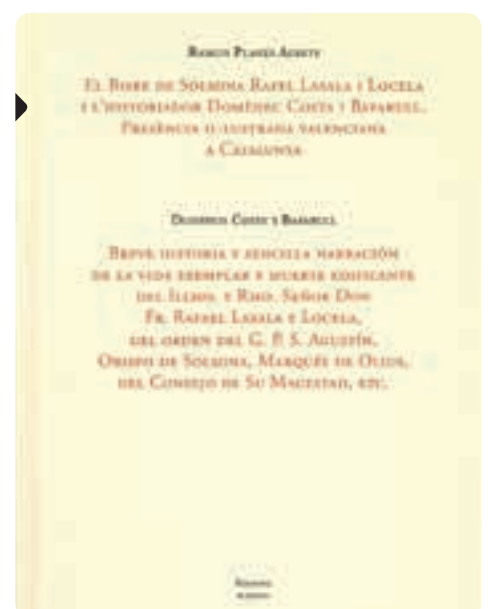 Ramon Planes Albets
El Bisbe de Solsona Rafel Lasala i Locela
i l'historiador Domènec Costa i Bafarull.
Presència il·lustrada valenciana
a Catalunya
Domingo Costa y Bafarull
Breve historia y sencilla narración
de la vida exemplar y muerte edificante
del Illmo. y Rmo. Señor Don
Fr. Rafael Lasala y Locela,
del orden del G. P. S. Agustín,
Obispo de Solsona, Marqués de Olius,
del Consejo de Su Magestad, etc.